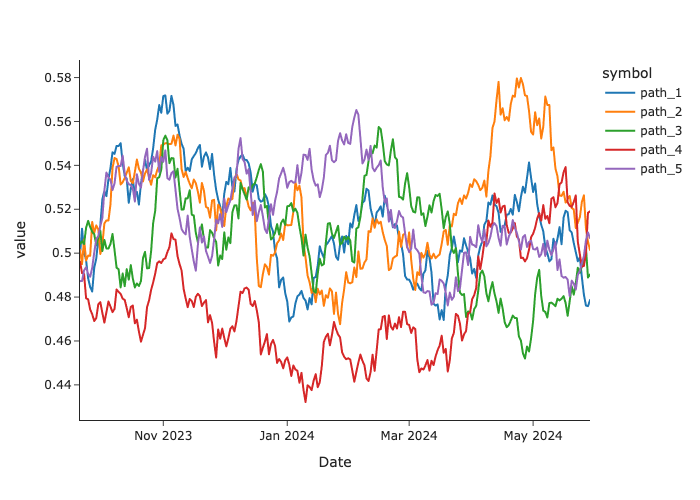 symbol
path_1
path_2
path_3
path_4
path_5
value
0.58
0.56
0.54
0.52
0.5
0.48
0.46
0.44
Nov 2023
Jan 2024
Mar 2024
May 2024
Date